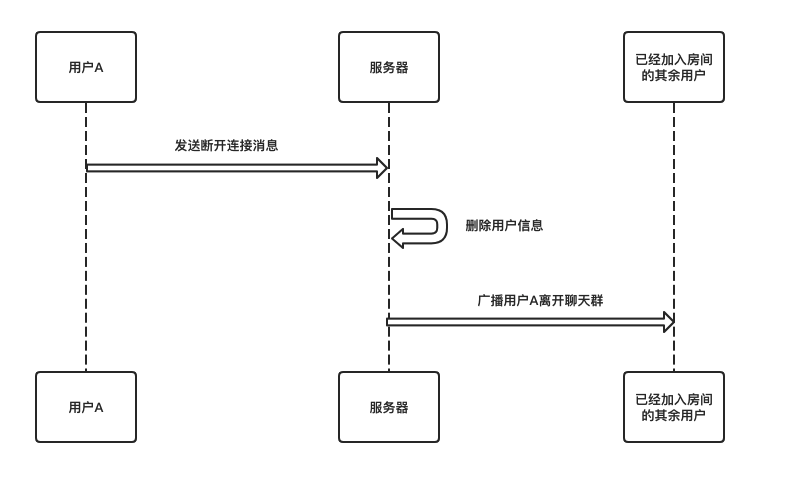 用户A
服务器
已经加入房间
的其余用户
发送断开连接消息
删除用户信息
广播用户A离开聊天群
用户A
服务器
已经加入房间
的其余用户